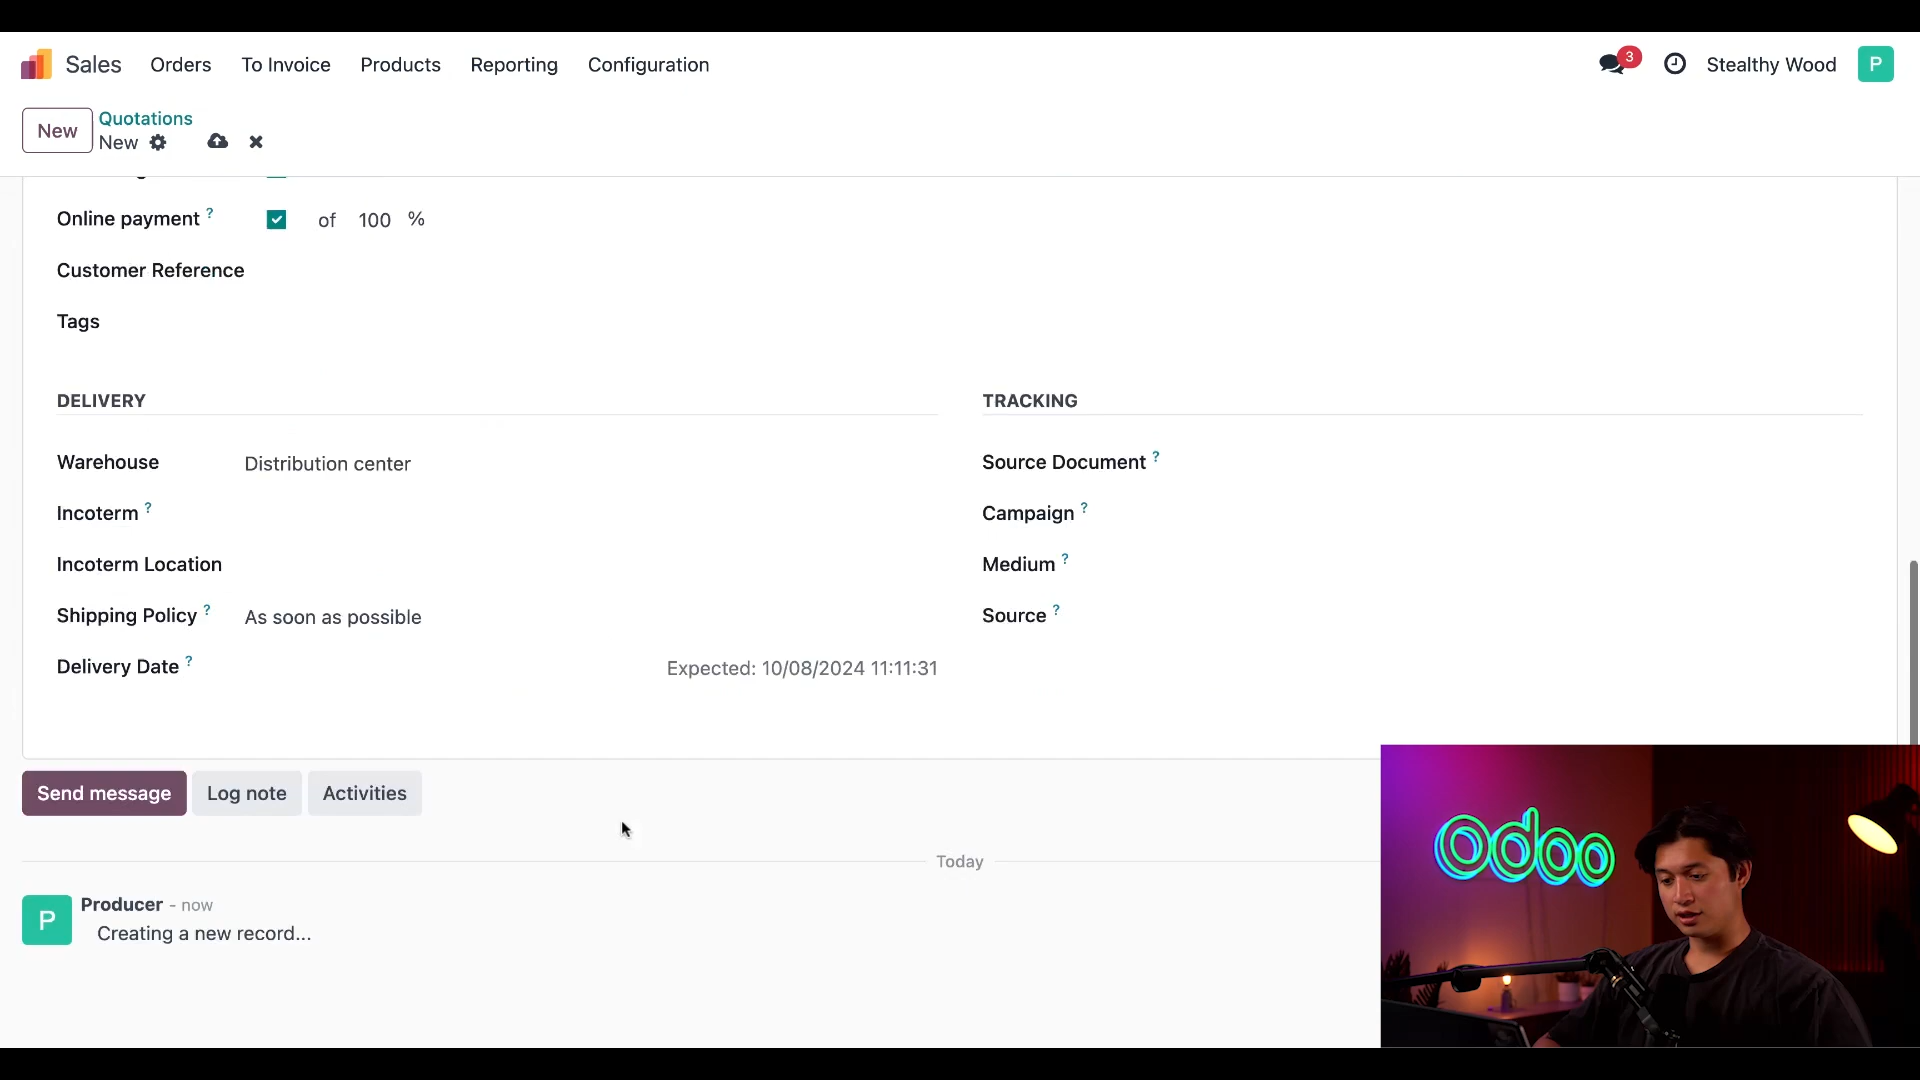 Sales Orders To Invoice Products Reporting Configuration 3 Stealthy Wood P
New Quotations
New
Online payment ? of 100 %
Customer Reference
Tags
DELIVERY
Warehouse Distribution center
Incoterm ?
Incoterm Location
Shipping Policy ? As soon as possible
Delivery Date ? Expected: 10/08/2024 11:11:31
TRACKING
Source Document ?
Campaign ?
Medium ?
Source ?
Send message Log note Activities
Today
P Producer - now
Creating a new record...
odoo